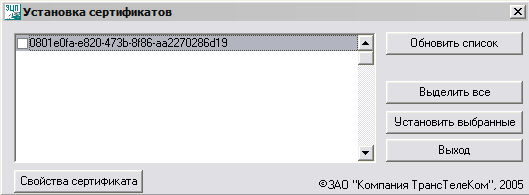 ЭЦП
Установка сертификатов
0801e0fa-e820-473b-8f86-aa2270286d19
Обновить список
Выделить все
Установить выбранные
Выход
Свойства сертификата
©ЗАО "Компания ТрансТелеКом", 2005